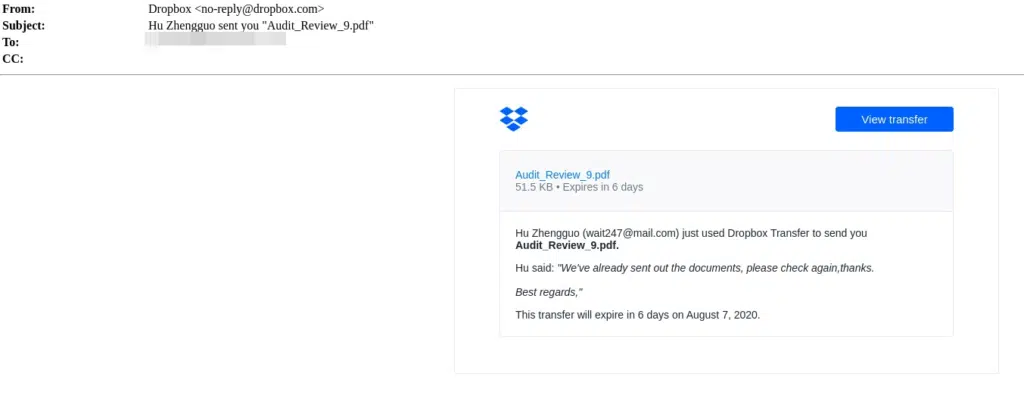 From: Dropbox <no-reply@dropbox.com>
Subject: Hu Zhengguo sent you "Audit_Review_9.pdf"
To:
CC:
View transfer
Audit_Review_9.pdf
51.5 KB • Expires in 6 days
Hu Zhengguo (wait247@mail.com) just used Dropbox Transfer to send you
Audit_Review_9.pdf.
Hu said: "We've already sent out the documents, please check again,thanks.
Best regards,"
This transfer will expire in 6 days on August 7, 2020.